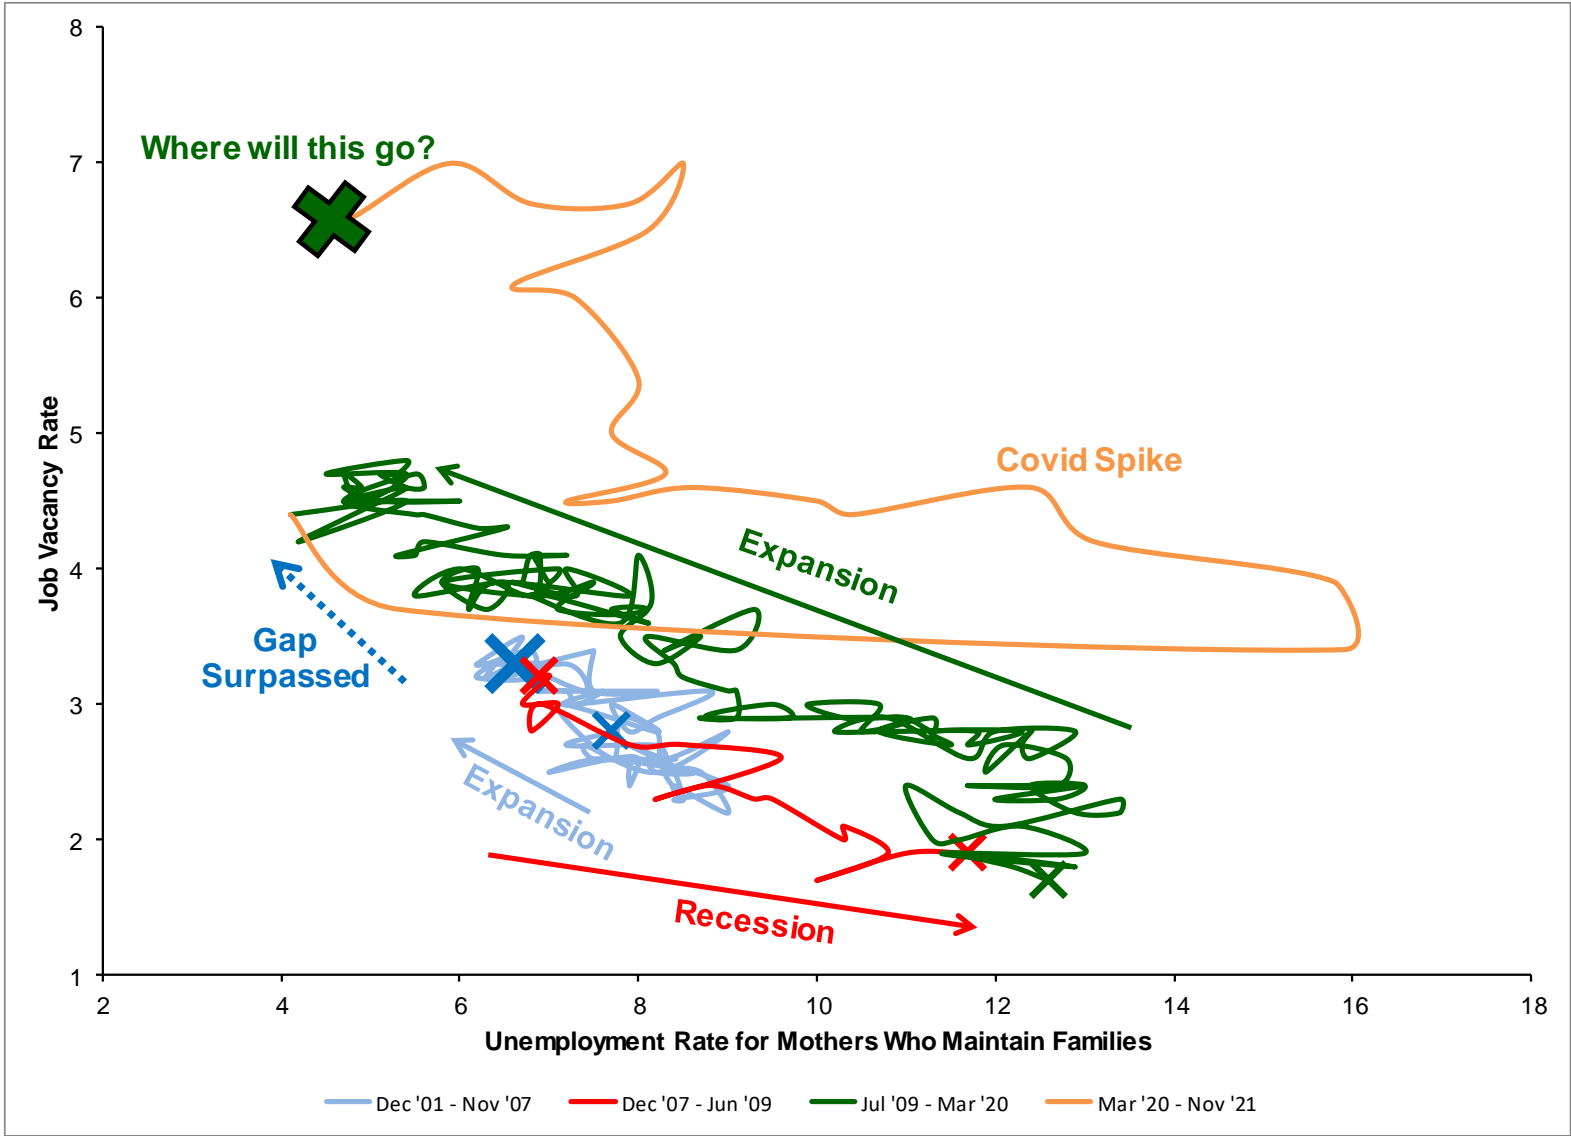 8
7
6
5
4
3
2
1
Job Vacancy Rate
Where will this go?
Covid Spike
Expansion
Gap
Surpassed
Expansion
Recession
2 4 6 8 10 12 14 16 18
Unemployment Rate for Mothers Who Maintain Families
Dec '01 - Nov '07 Dec '07 - Jun '09 Jul '09 - Mar '20 Mar '20 - Nov '21